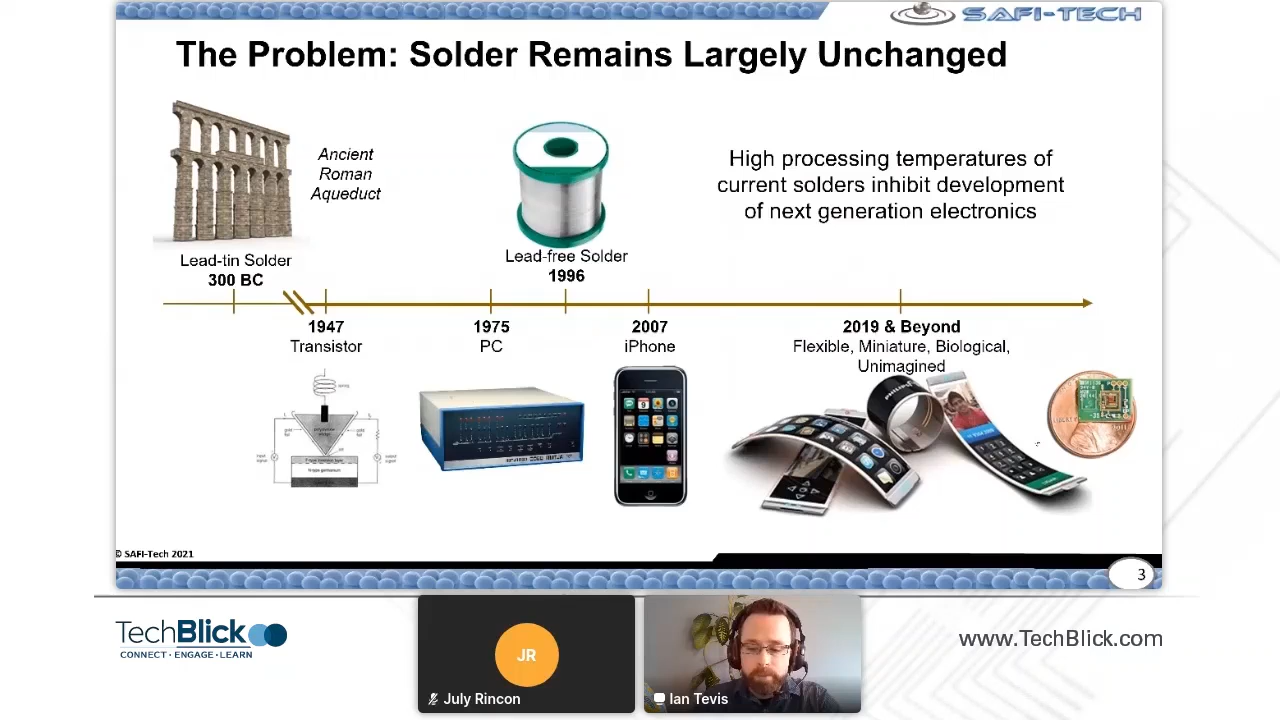 SAFI-TECH
The Problem: Solder Remains Largely Unchanged
Ancient
Roman
Aqueduct
High processing temperatures of
current solders inhibit development
of next generation electronics
Lead-tin Solder
300 BC
Lead-free Solder
1996
1947
Transistor
1975
PC
2007
iPhone
2019 & Beyond
Flexible, Miniature, Biological,
Unimagined
PHILIPS
© SAFI-Tech 2021
3
TechBlick
CONNECT · ENGAGE · LEARN
JR
July Rincon
Ian Tevis
www.TechBlick.com